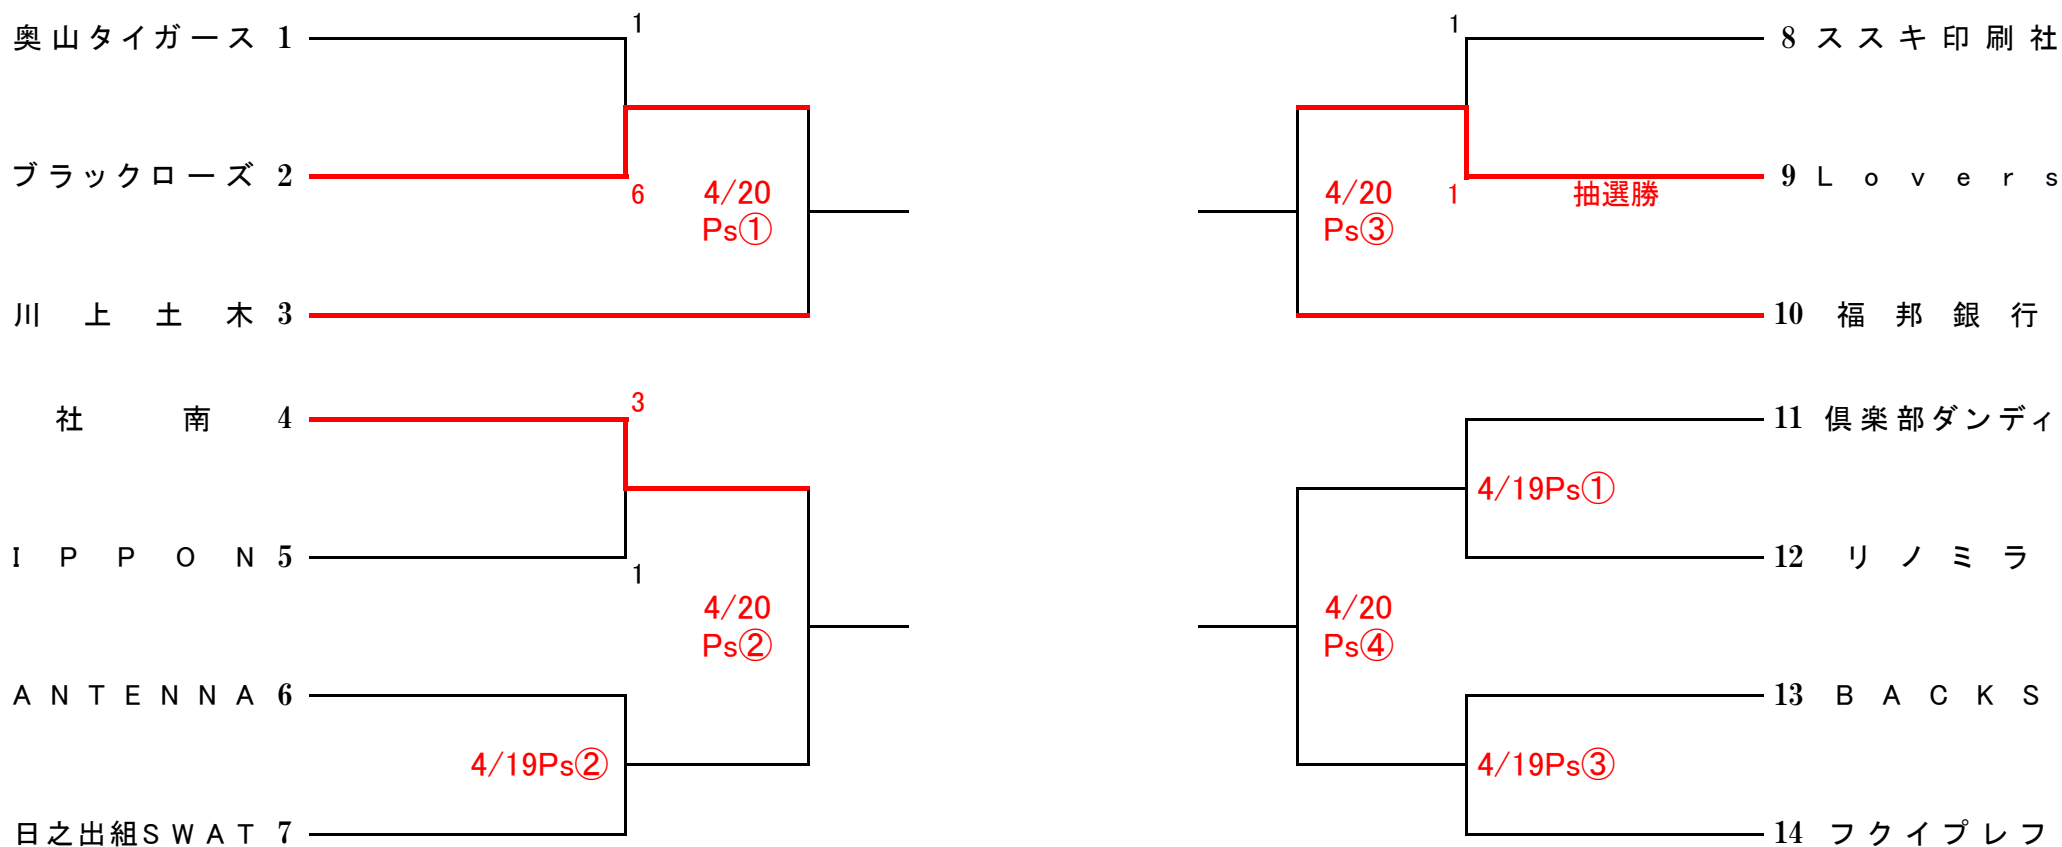 1
1
奥山タイガース 1
8 ススキ印刷社
ブラックローズ 2
9 Lovers
6
4/20
Ps①
4/20
Ps③
1
抽選勝
川上土木 3
10 福邦銀行
3
社南 4
11 倶楽部ダンディ
4/19Ps①
IPPON 5
12 リノミラ
1
4/20
Ps②
4/20
Ps④
ANTENNA 6
13 BACKS
4/19Ps②
4/19Ps③
日之出組SWAT 7
14 フクイプレフ